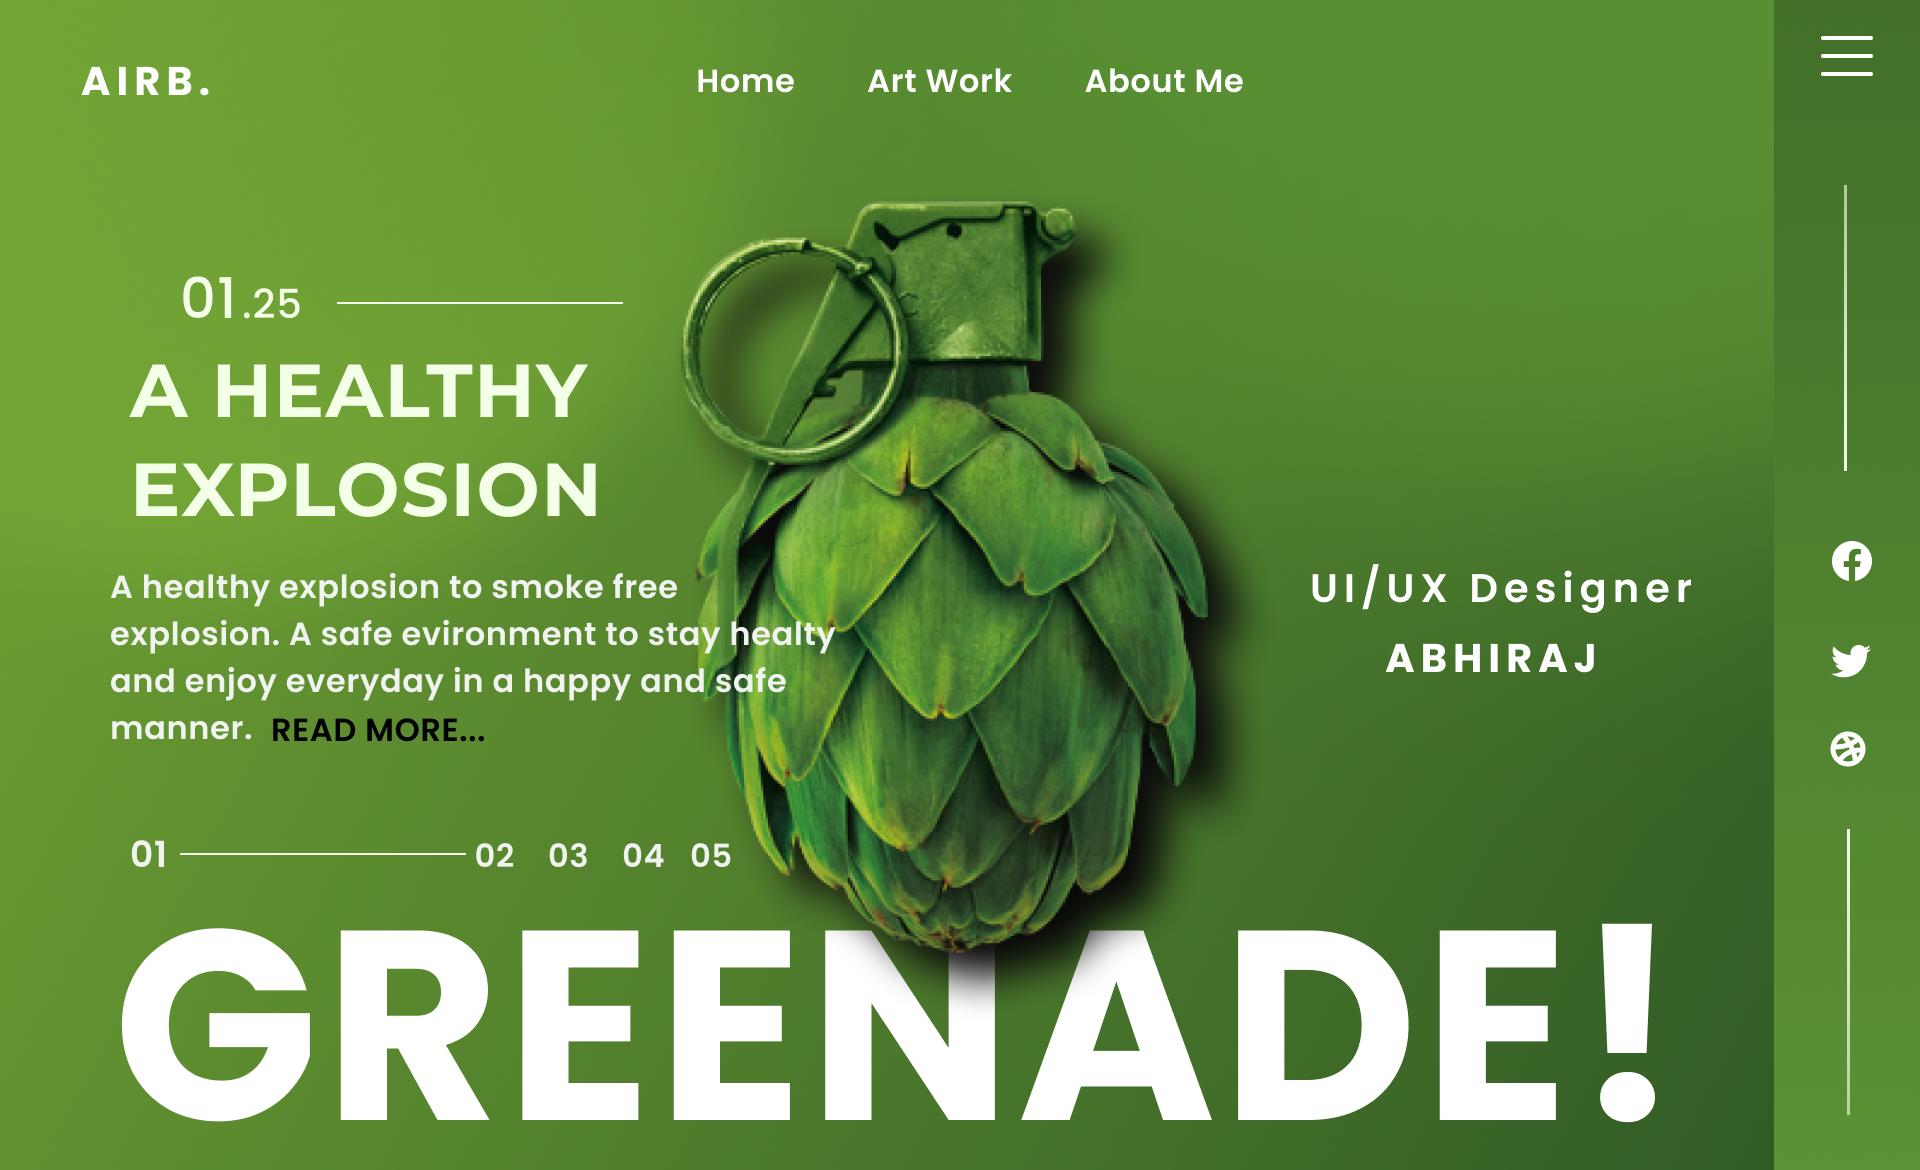 AIRB.
Home Art Work About Me
01.25
A HEALTHY
EXPLOSION
A healthy explosion to smoke free
explosion. A safe evironment to stay healty
and enjoy everyday in a happy and safe
manner. READ MORE...
UI/UX Designer
ABHIRAJ
01 02 03 04 05
GREENADE!